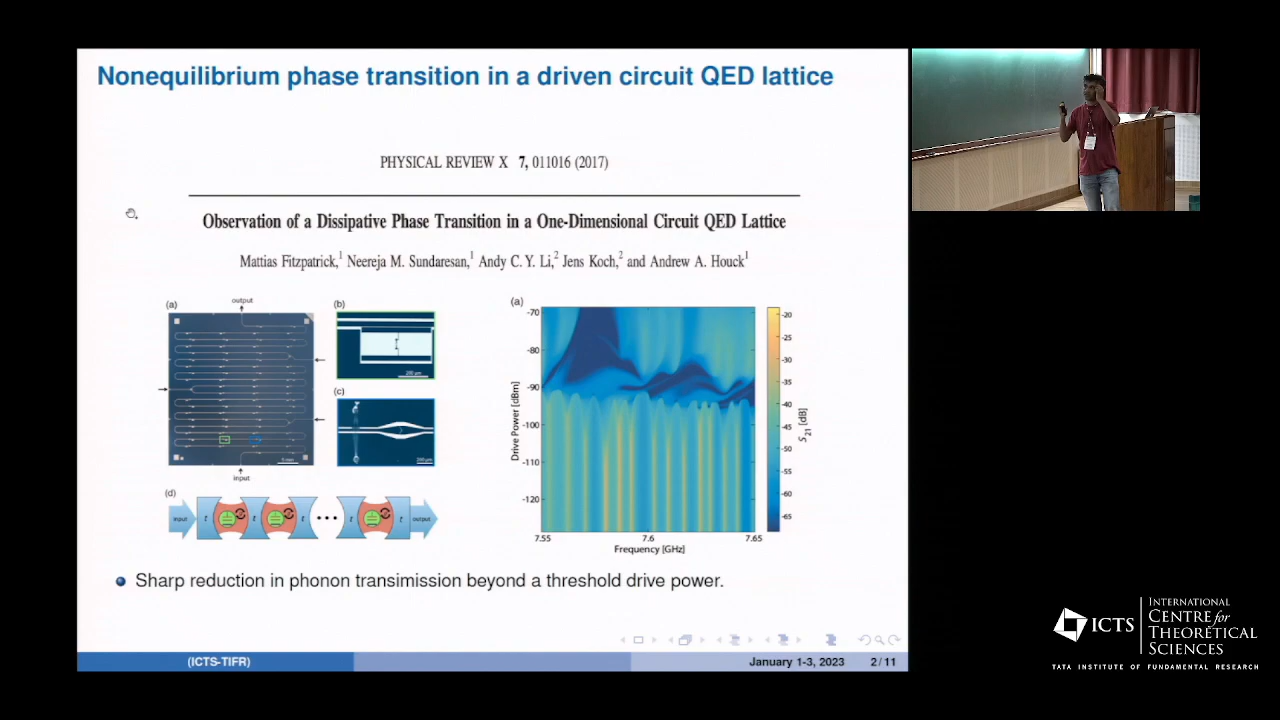 Nonequilibrium phase transition in a driven circuit QED lattice
PHYSICAL REVIEW X 7, 011016 (2017)
Observation of a Dissipative Phase Transition in a One-Dimensional Circuit QED Lattice
Mattias Fitzpatrick,1 Neereja M. Sundaresan,1 Andy C. Y. Li,2 Jens Koch,2 and Andrew A. Houck1
(a)
output
input
(b)
(c)
(d)
input
t
t
t
t
output
(a)
-70
-80
-90
-100
-110
-120
Drive Power [dBm]
7.55
7.6
7.65
Frequency [GHz]
-20
-25
-30
-35
-40
-45
-50
-55
-60
-65
S21 [dB]
Sharp reduction in phonon transimission beyond a threshold drive power.
(ICTS-TIFR)
January 1-3, 2023
2 / 11
ICTS
INTERNATIONAL
CENTRE for
THEORETICAL
SCIENCES
TATA INSTITUTE OF FUNDAMENTAL RESEARCH